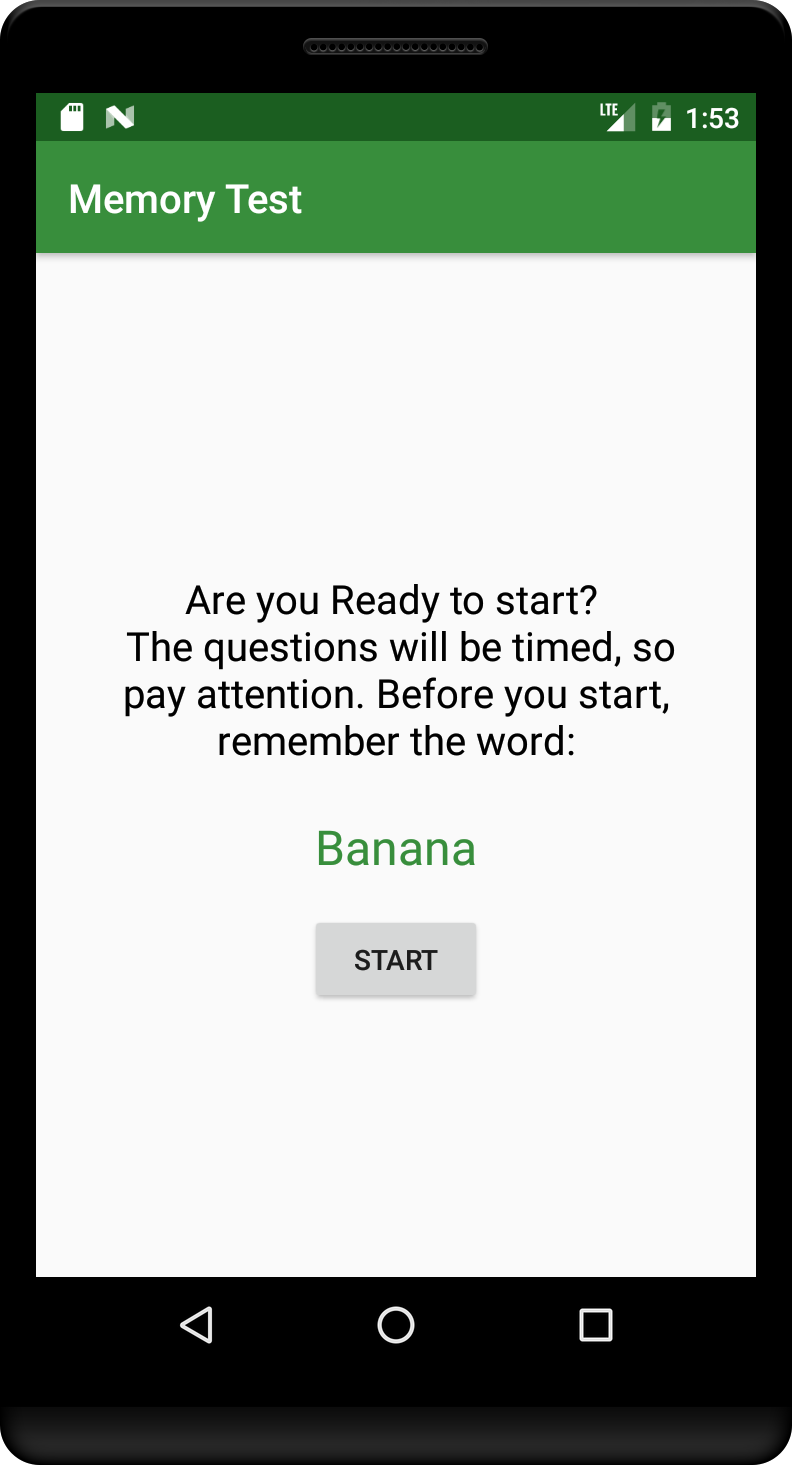 LTE 1:53
Memory Test
Are you Ready to start?
The questions will be timed, so
pay attention. Before you start,
remember the word:
Banana
START